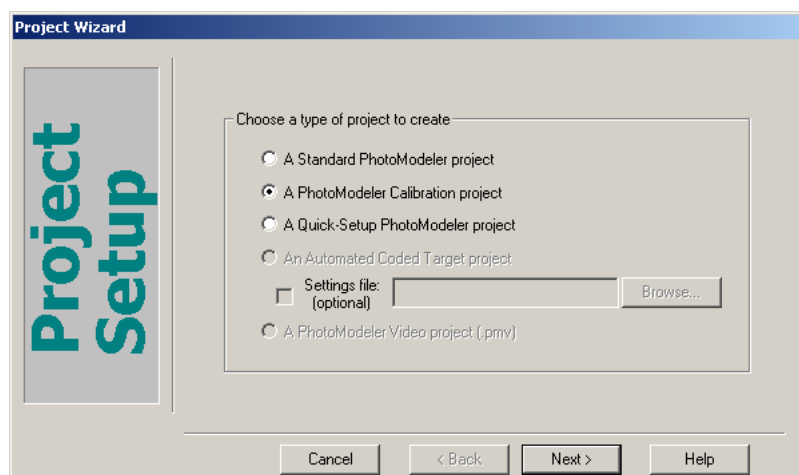 Project Wizard
Project
Setup
Choose a type of project to create
A Standard PhotoModeler project
A PhotoModeler Calibration project
A Quick-Setup PhotoModeler project
An Automated Coded Target project
Settings file:
(optional)
Browse...
A PhotoModeler Video project (.pmv)
Cancel
< Back
Next >
Help